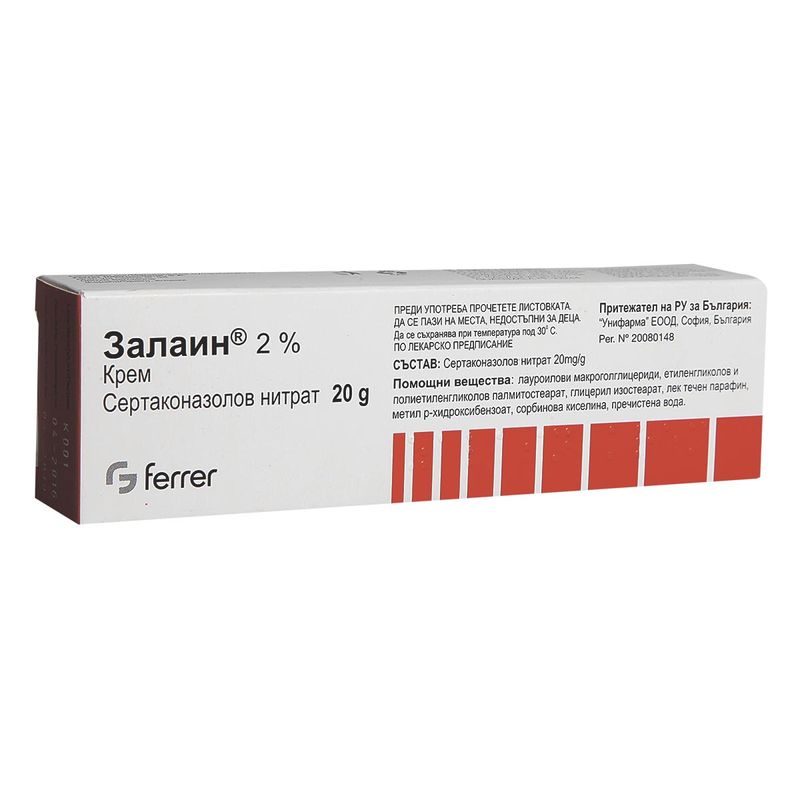 Залаин® 2 %
Крем
Сертаконазолов нитрат 20 g
ferrer
ПРЕДИ УПОТРЕБА ПРОЧЕТЕТЕ ЛИСТОВКАТА.
ДА СЕ ПАЗИ НА МЕСТА, НЕДОСТЪПНИ ЗА ДЕЦА.
Да се съхранява при температура под 30° С.
ПО ЛЕКАРСКО ПРЕДПИСАНИЕ
СЪСТАВ: Сертаконазолов нитрат 20mg/g
Помощни вещества: лауроилови макроголглицериди, етиленгликолов и
полиетиленгликолов палмитостеарат, глицерил изостеарат, лек течен парафин,
метил р-хидроксибензоат, сорбинова киселина, пречистена вода.
Притежател на РУ за България:
"Унифарма" ЕООД, София, България
Рег. N° 20080148
K001